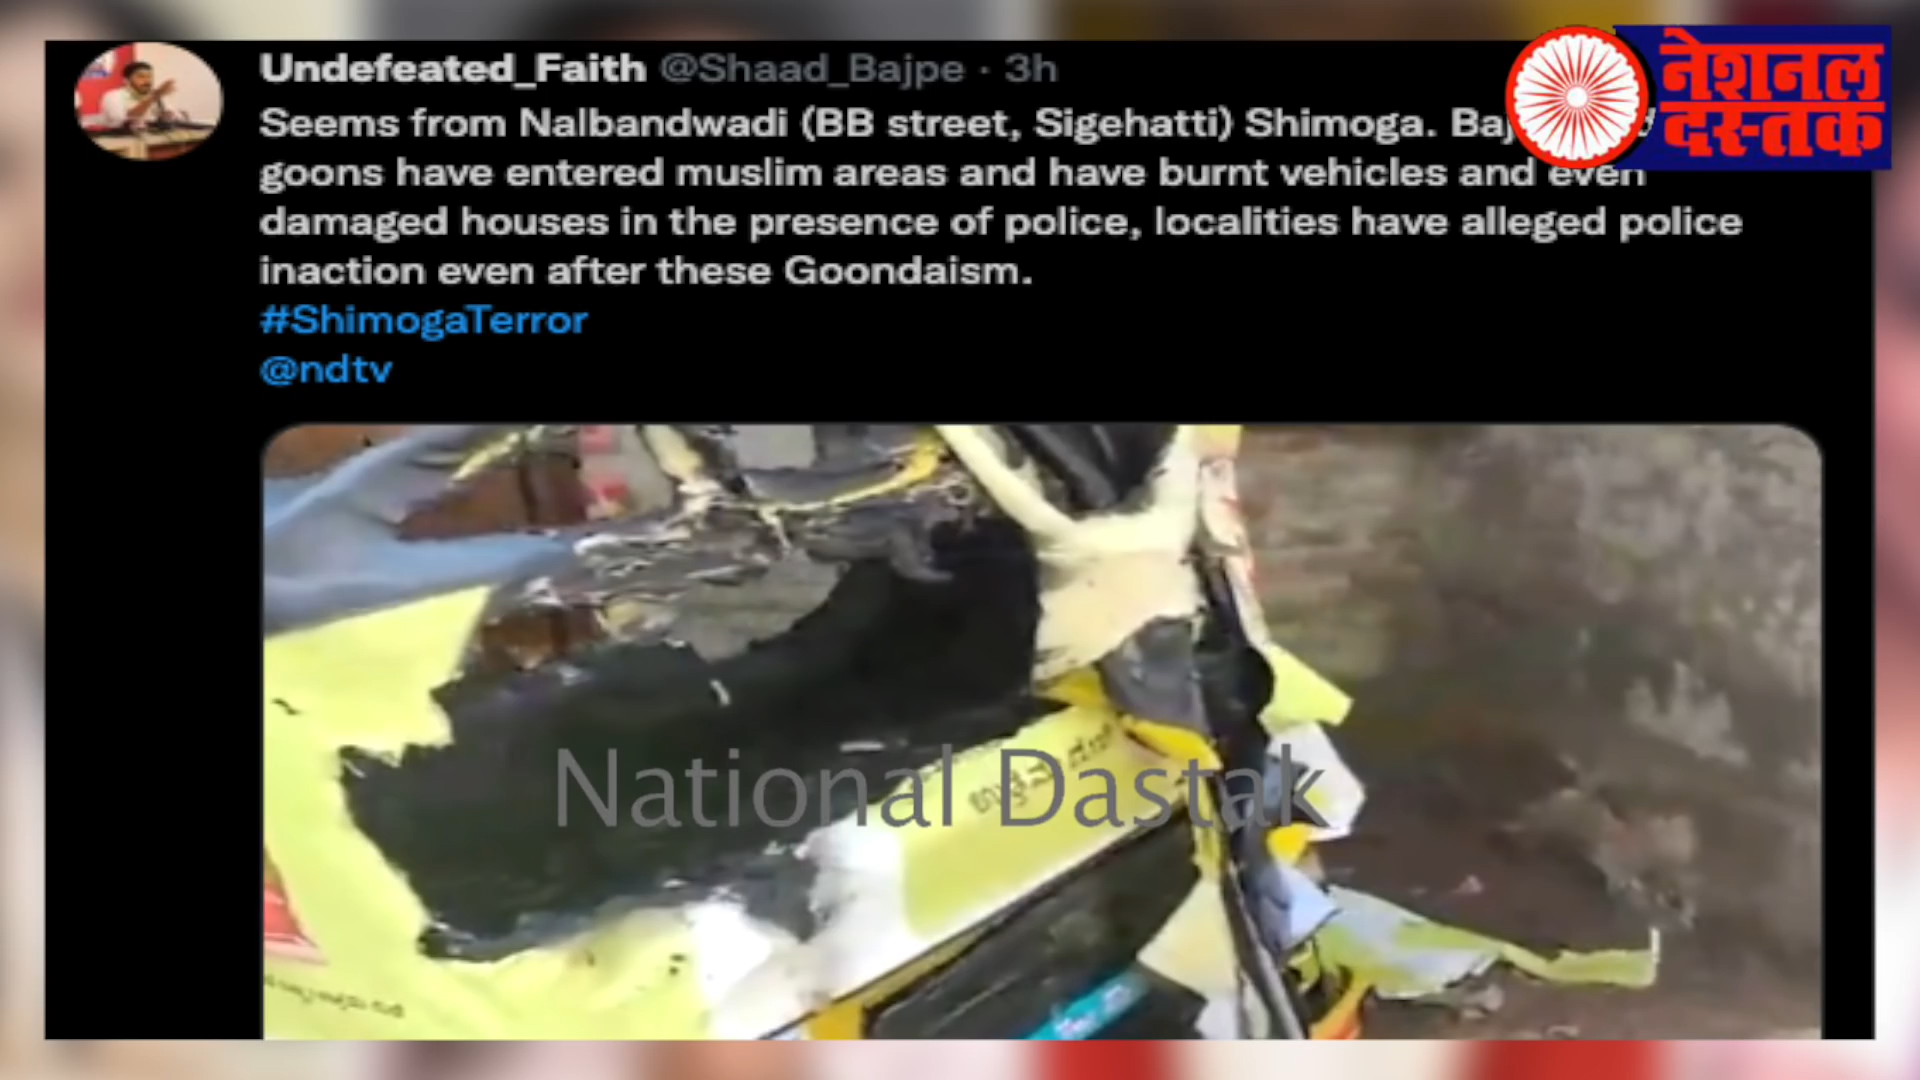 Undefeated_Faith @Shaad_Bajpe · 3h
Seems from Nalbandwadi (BB street, Sigehatti) Shimoga.
goons have entered muslim areas and have burnt vehicles and even
damaged houses in the presence of police, localities have alleged police
inaction even after these Goondaism.
#ShimogaTerror
@ndtv
नेशनल
दस्तक
National Dastak